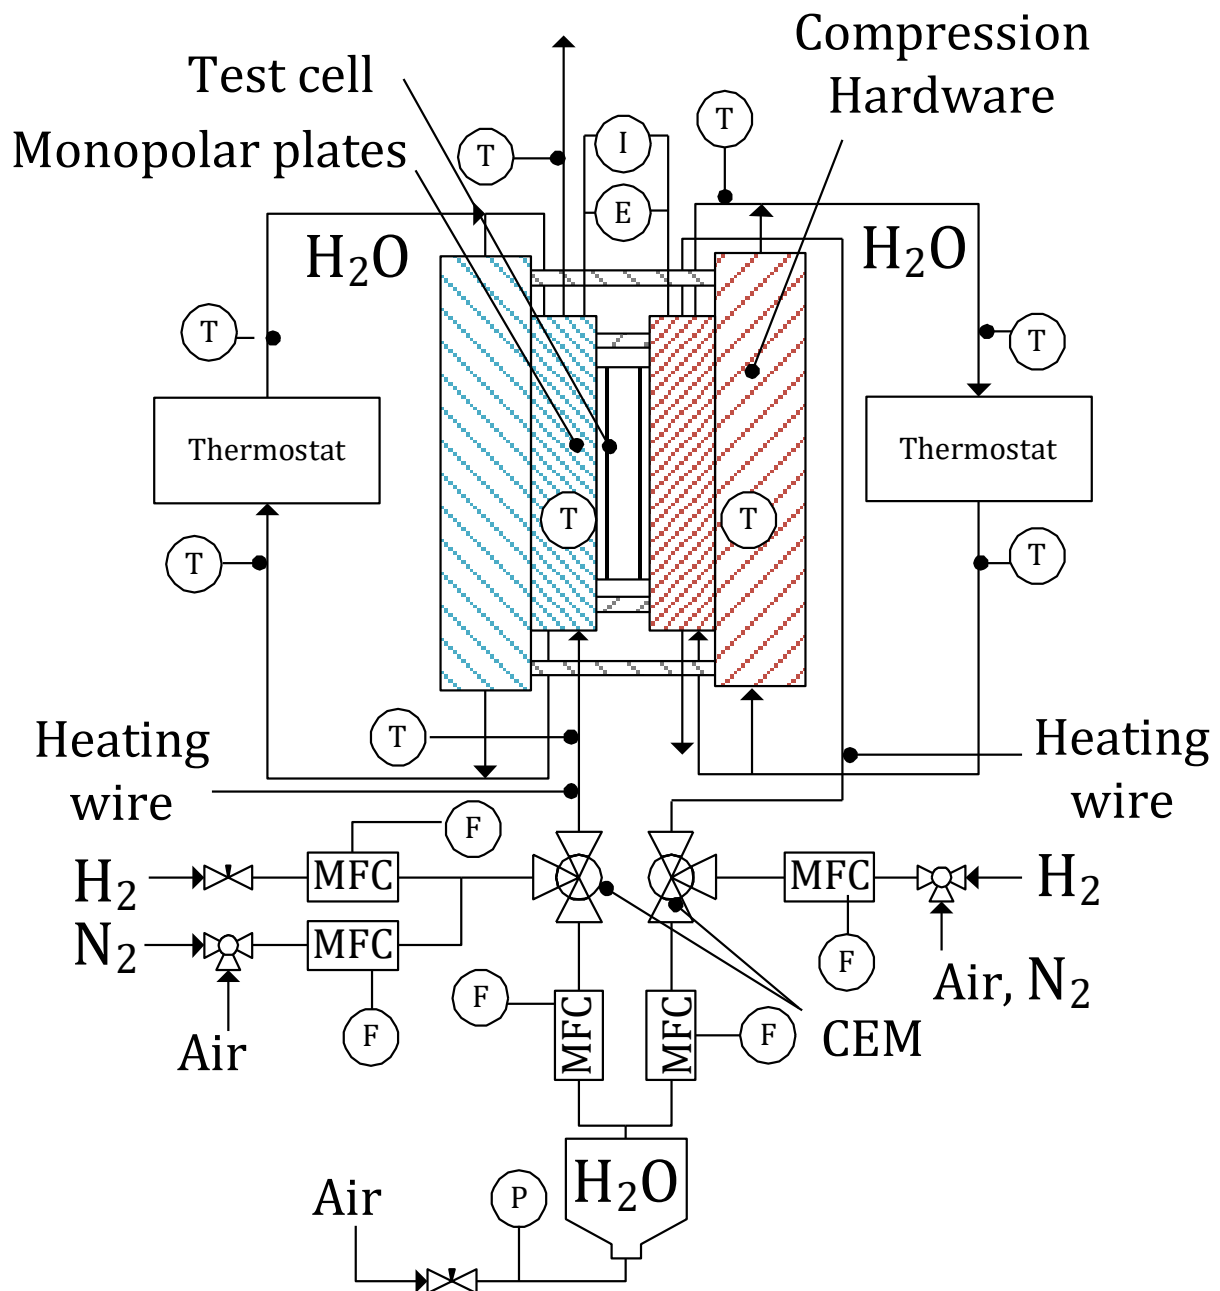 Compression
Hardware
Test cell
Monopolar plates
T
T
I
E
H₂O
H₂O
T
T
Thermostat
Thermostat
T
T
T
T
T
Heating
wire
Heating
wire
F
H₂
MFC
MFC
H₂
N₂
MFC
F
Air, N₂
Air
F
F
MFC
MFC
F
CEM
H₂O
Air
P